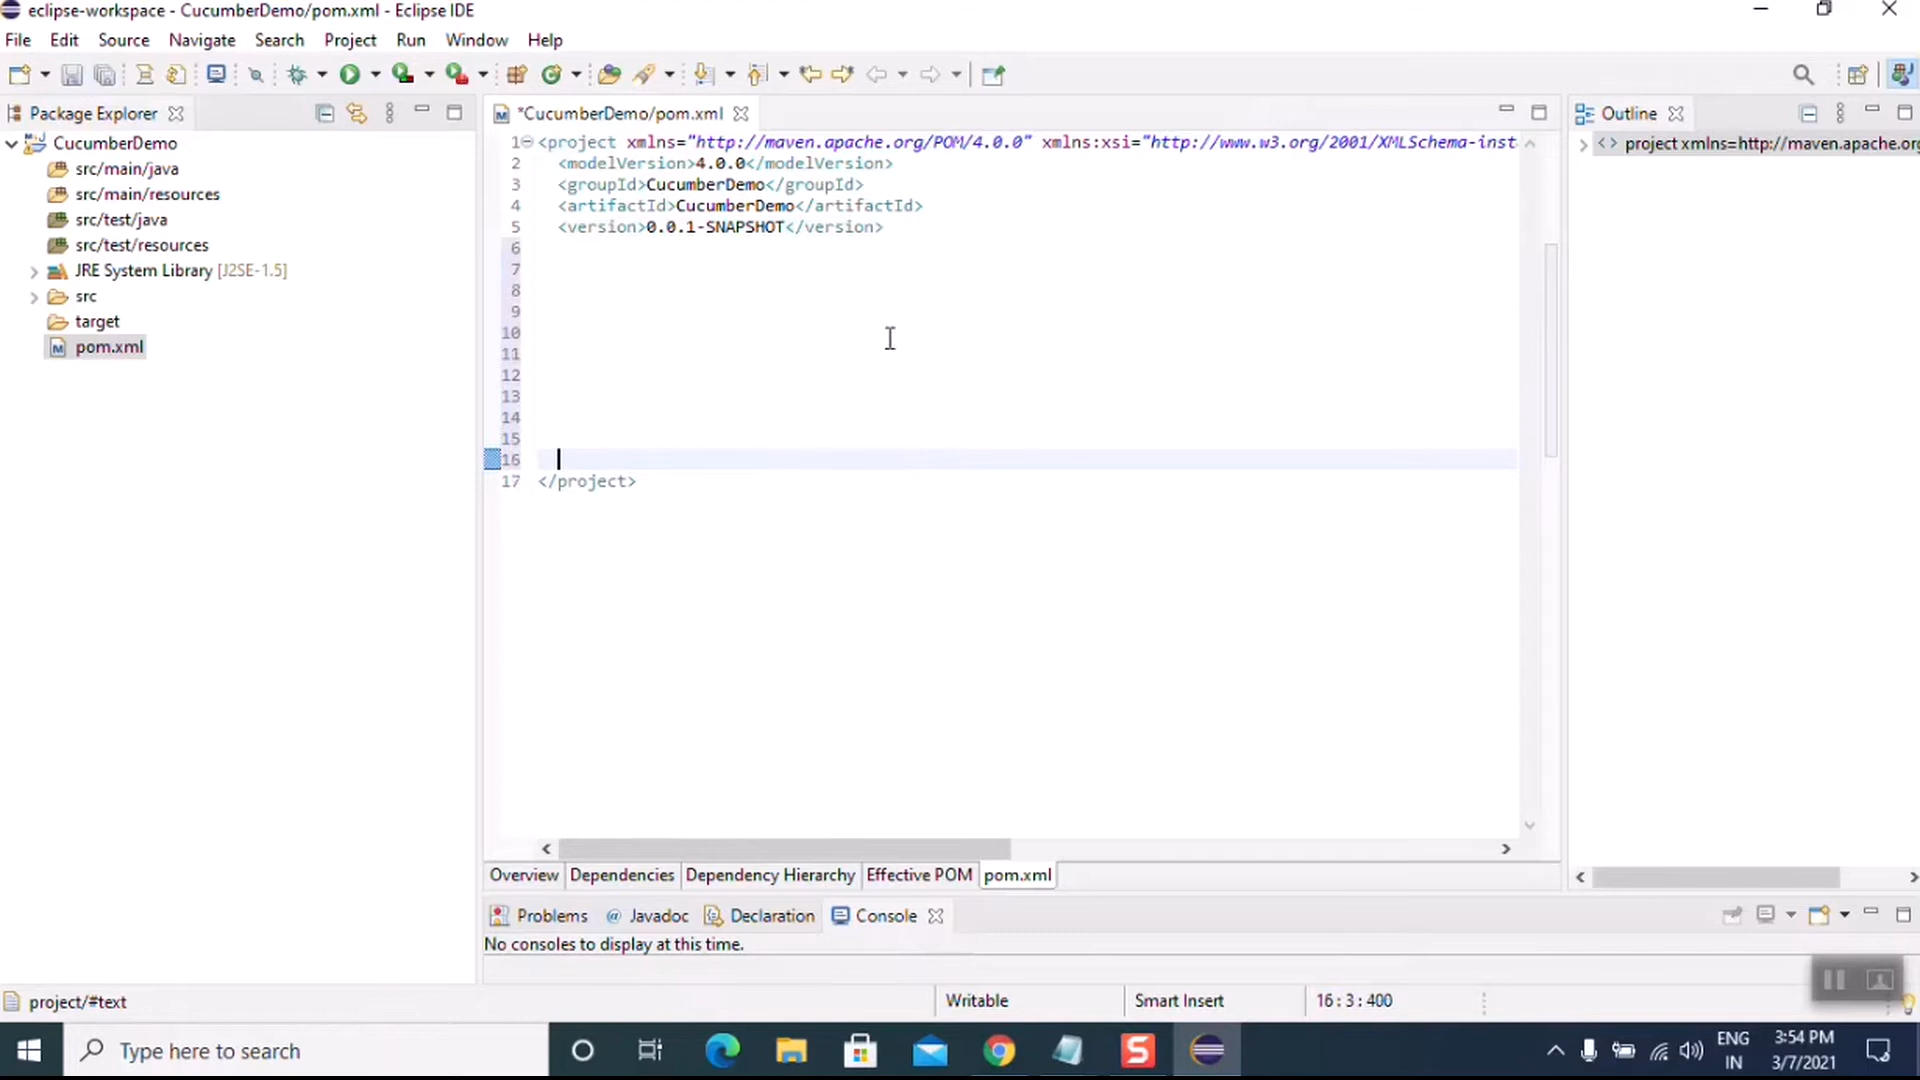 eclipse-workspace - CucumberDemo/pom.xml - Eclipse IDE
File Edit Source Navigate Search Project Run Window Help
Package Explorer
*CucumberDemo/pom.xml
Outline
CucumberDemo
src/main/java
src/main/resources
src/test/java
src/test/resources
JRE System Library [J2SE-1.5]
src
target
pom.xml
1 <project xmlns="http://maven.apache.org/POM/4.0.0" xmlns:xsi="http://www.w3.org/2001/XMLSchema-inst
2 <modelVersion>4.0.0</modelVersion>
3 <groupId>CucumberDemo</groupId>
4 <artifactId>CucumberDemo</artifactId>
5 <version>0.0.1-SNAPSHOT</version>
6
7
8
9
10
11
12
13
14
15
16
17 </project>
<> project xmlns=http://maven.apache.org
Overview Dependencies Dependency Hierarchy Effective POM pom.xml
Problems @ Javadoc Declaration Console
No consoles to display at this time.
project/#text Writable Smart Insert 16 : 3 : 400
Type here to search
ENG
IN
3:54 PM
3/7/2021